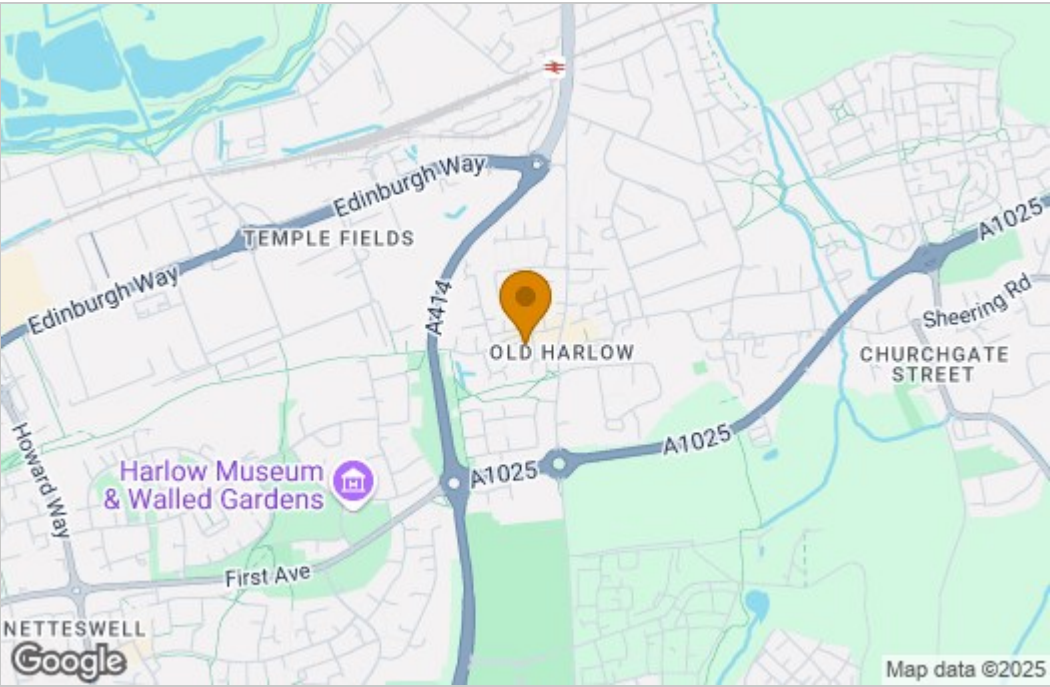 Edinburgh Way
TEMPLE FIELDS
A1025
Edinburgh Way
A414
Sheering Rd
OLD HARLOW
CHURCHGATE
STREET
Howard Way
A1025
Harlow Museum
& Walled Gardens
A1025
First Ave
NETTESWELL
Google
Map data ©2025